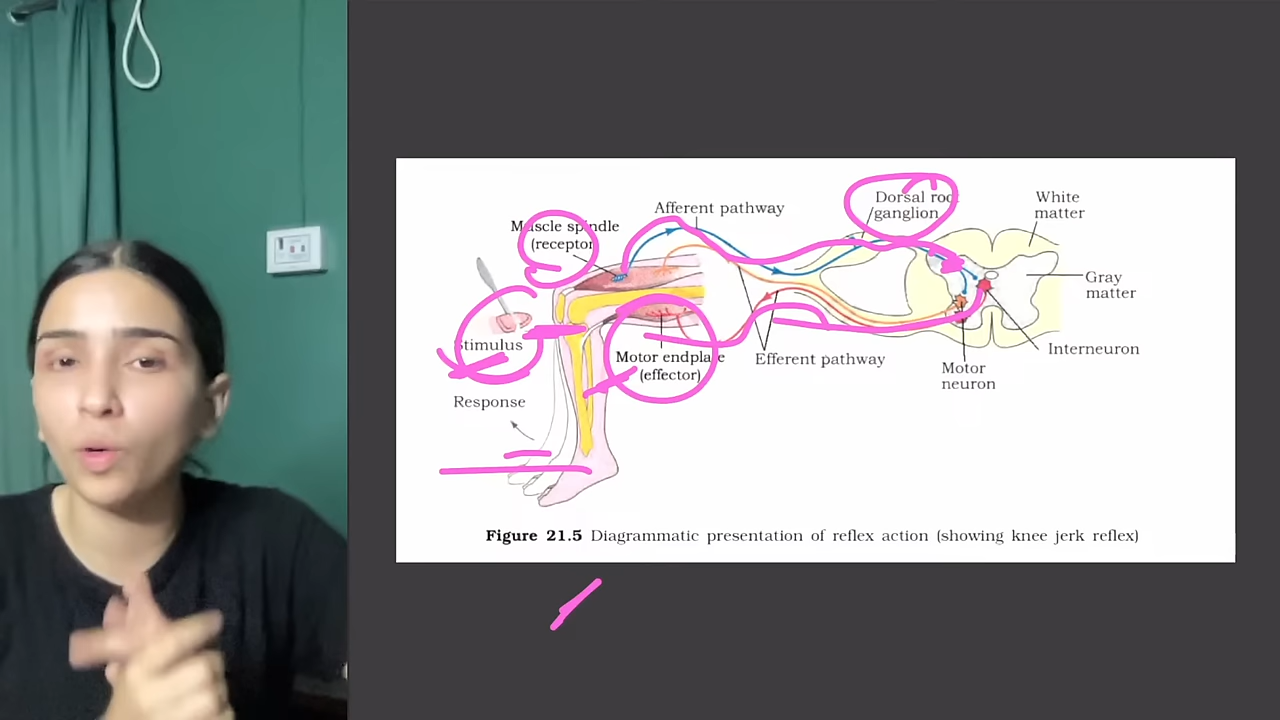 Dorsal root
ganglion
White
matter
Afferent pathway
Muscle spindle
(receptor)
Gray
matter
Stimulus
Motor endplate
(effector)
Efferent pathway
Interneuron
Motor
neuron
Response
Figure 21.5 Diagrammatic presentation of reflex action (showing knee jerk reflex)